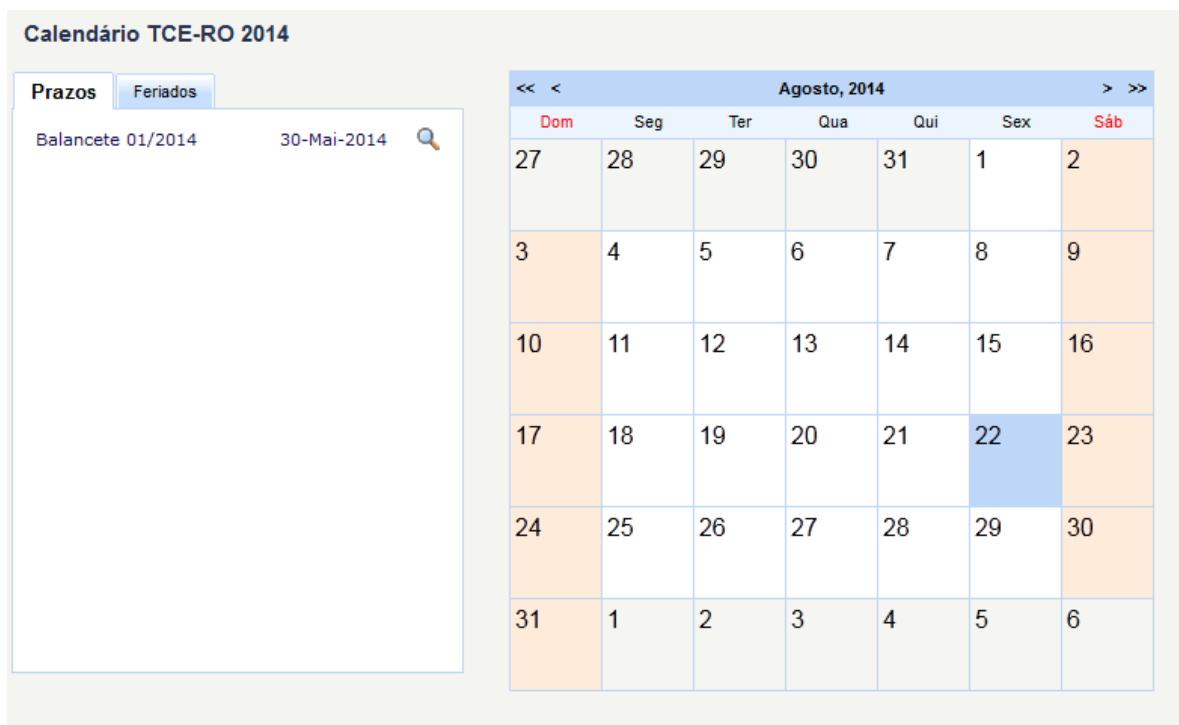 Calendário TCE-RO 2014
Prazos Feriados
Balancete 01/2014 30-Mai-2014
<< < Agosto, 2014 > >>
Dom Seg Ter Qua Qui Sex Sáb
27 28 29 30 31 1 2
3 4 5 6 7 8 9
10 11 12 13 14 15 16
17 18 19 20 21 22 23
24 25 26 27 28 29 30
31 1 2 3 4 5 6